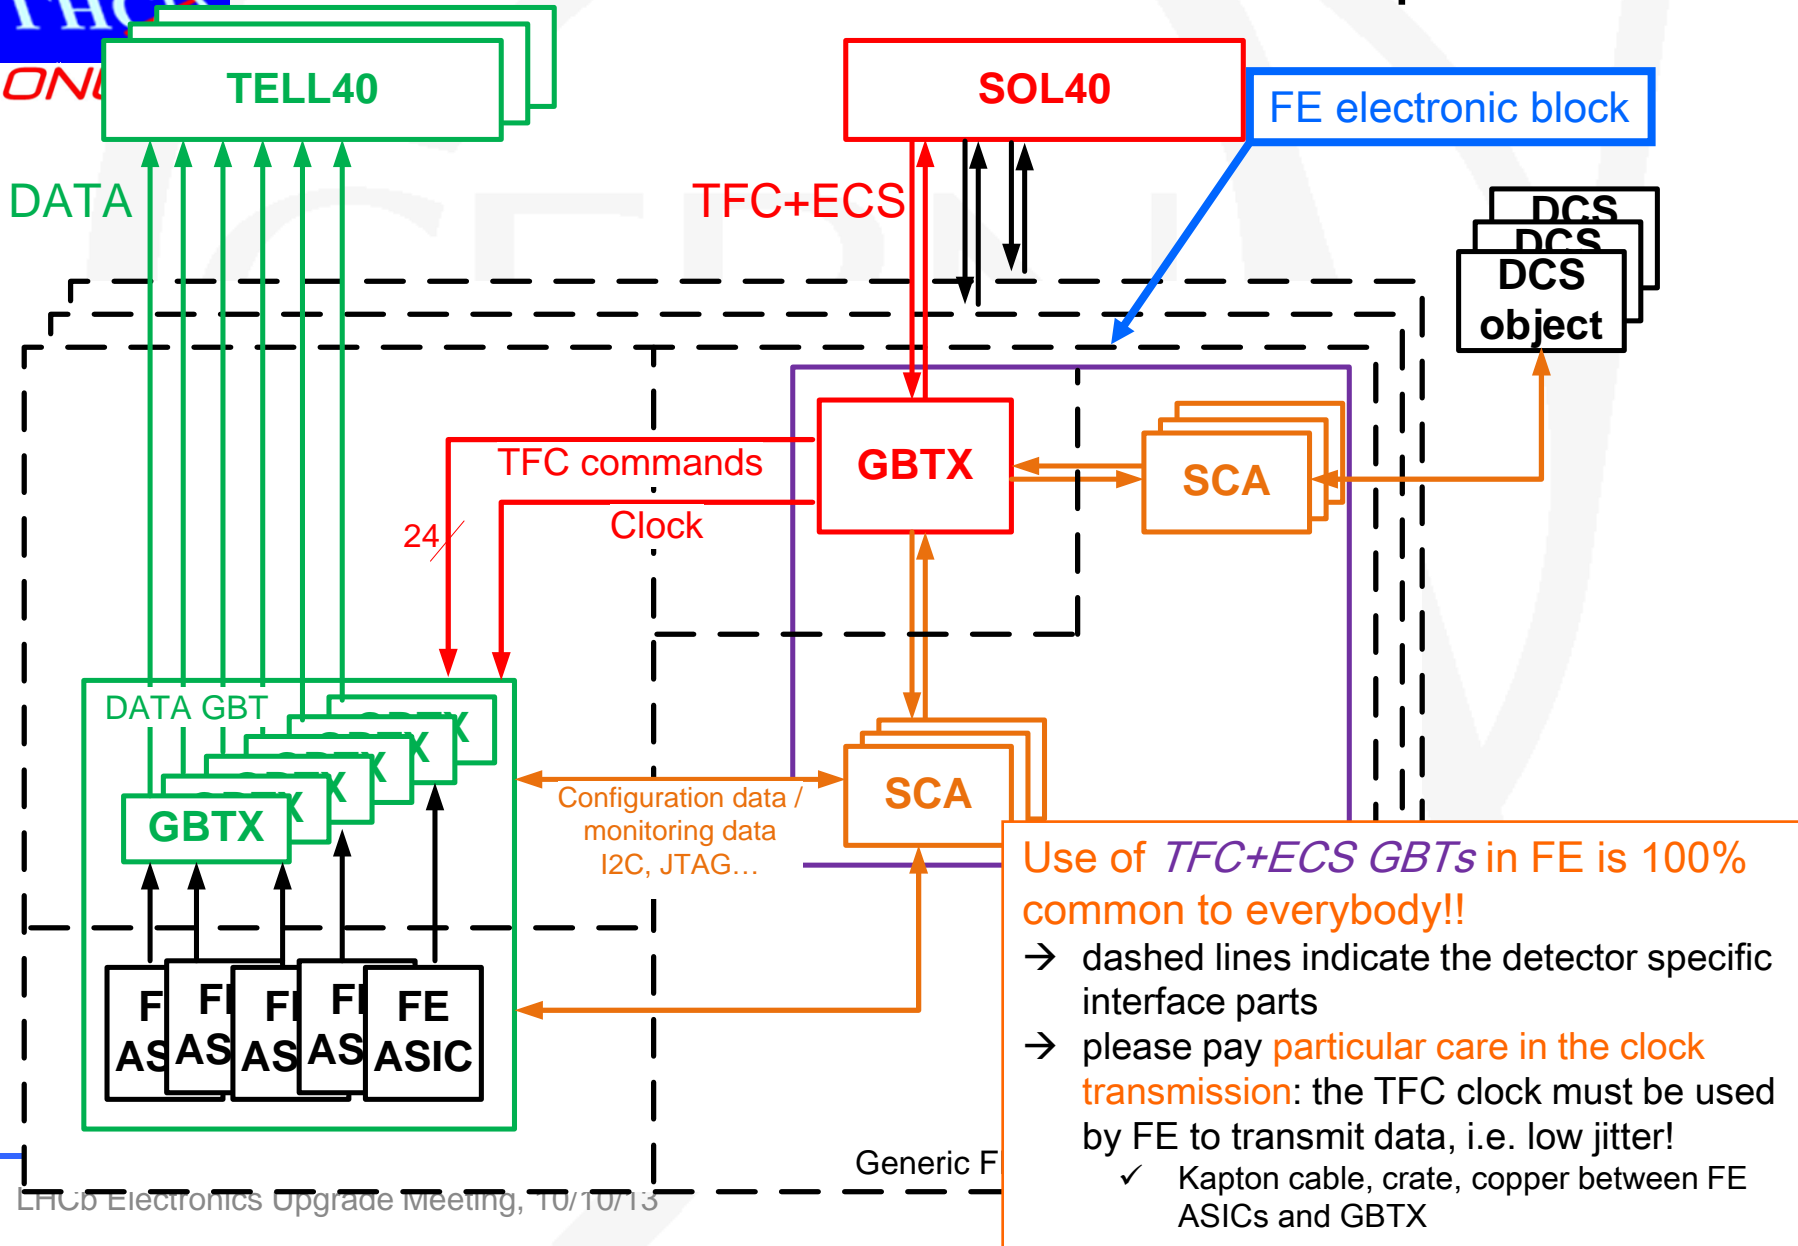 TELL40
SOL40
FE electronic block
DATA
TFC+ECS
DCS
DCS
DCS
object
TFC commands
GBTX
SCA
24
Clock
DATA GBT
GBTX
Configuration data /
monitoring data
I2C, JTAG…
SCA
FE
ASIC
Generic
LHCb Electronics Upgrade Meeting, 10/10/13
Use of TFC+ECS GBTs in FE is 100%
common to everybody!!
→ dashed lines indicate the detector specific
interface parts
→ please pay particular care in the clock
transmission: the TFC clock must be used
by FE to transmit data, i.e. low jitter!
✓ Kapton cable, crate, copper between FE
ASICs and GBTX